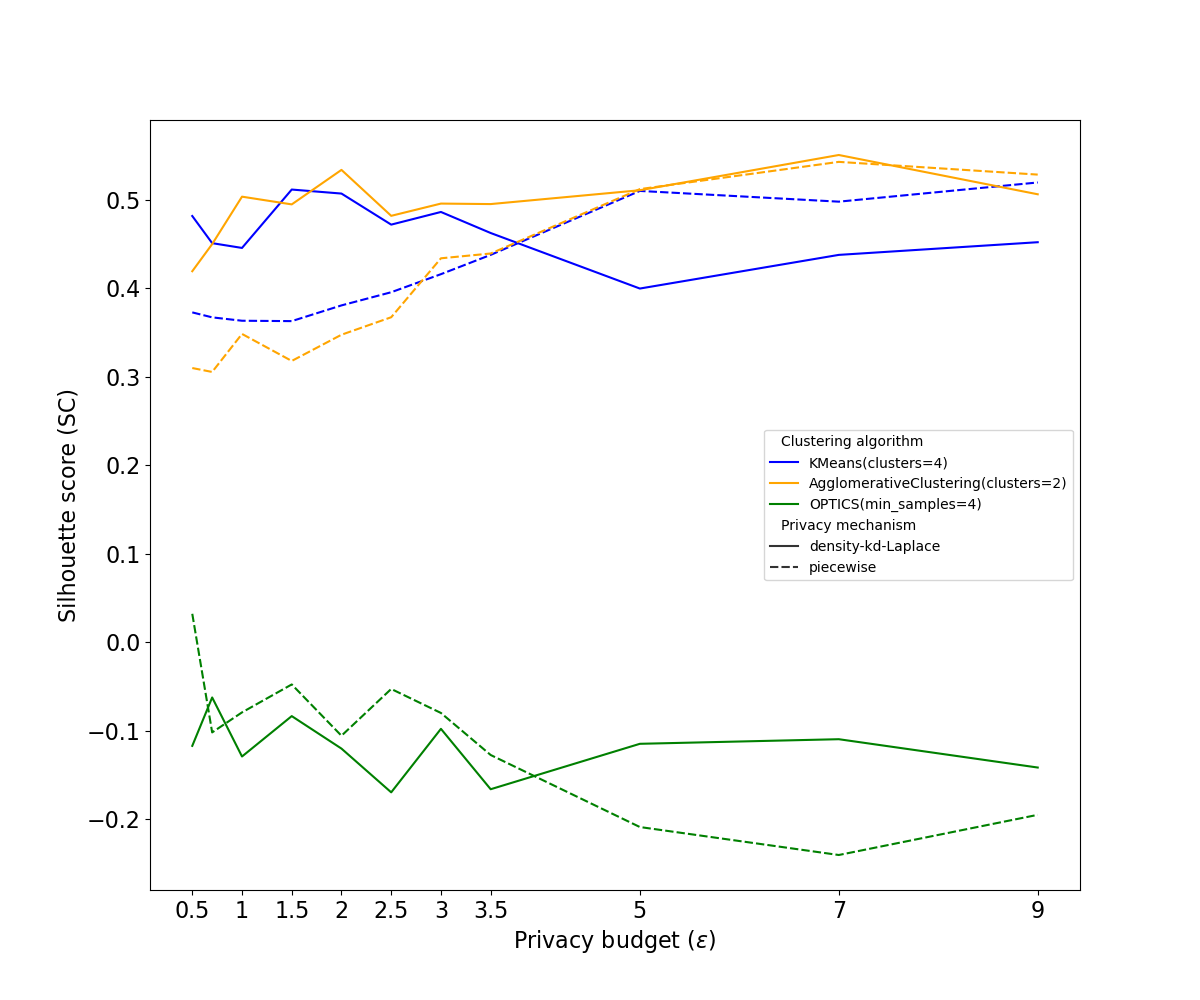 Silhouette score (SC)
0.5
0.4
0.3
0.2
0.1
0.0
−0.1
−0.2
Clustering algorithm
KMeans(clusters=4)
AgglomerativeClustering(clusters=2)
OPTICS(min_samples=4)
Privacy mechanism
density-kd-Laplace
piecewise
0.5 1 1.5 2 2.5 3 3.5 5 7 9
Privacy budget (ε)